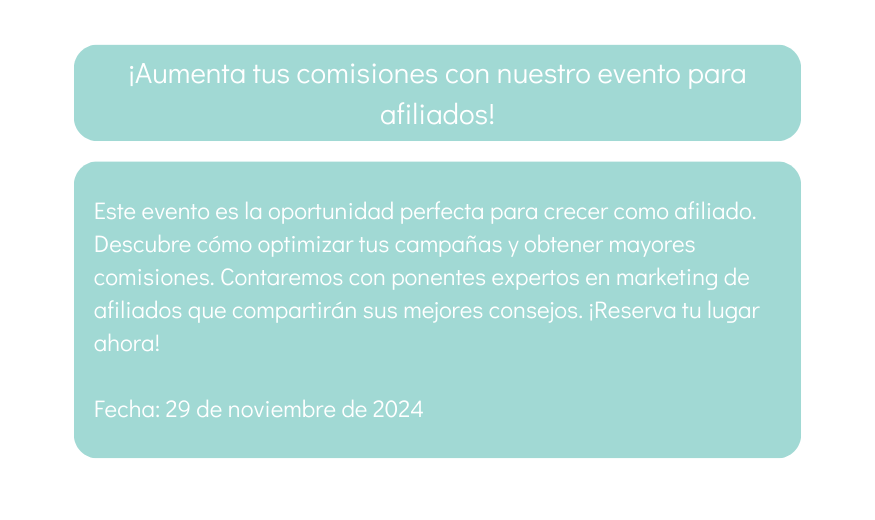 ¡Aumenta tus comisiones con nuestro evento para
afiliados!
Este evento es la oportunidad perfecta para crecer como afiliado.
Descubre cómo optimizar tus campañas y obtener mayores
comisiones. Contaremos con ponentes expertos en marketing de
afiliados que compartirán sus mejores consejos. ¡Reserva tu lugar
ahora!
Fecha: 29 de noviembre de 2024